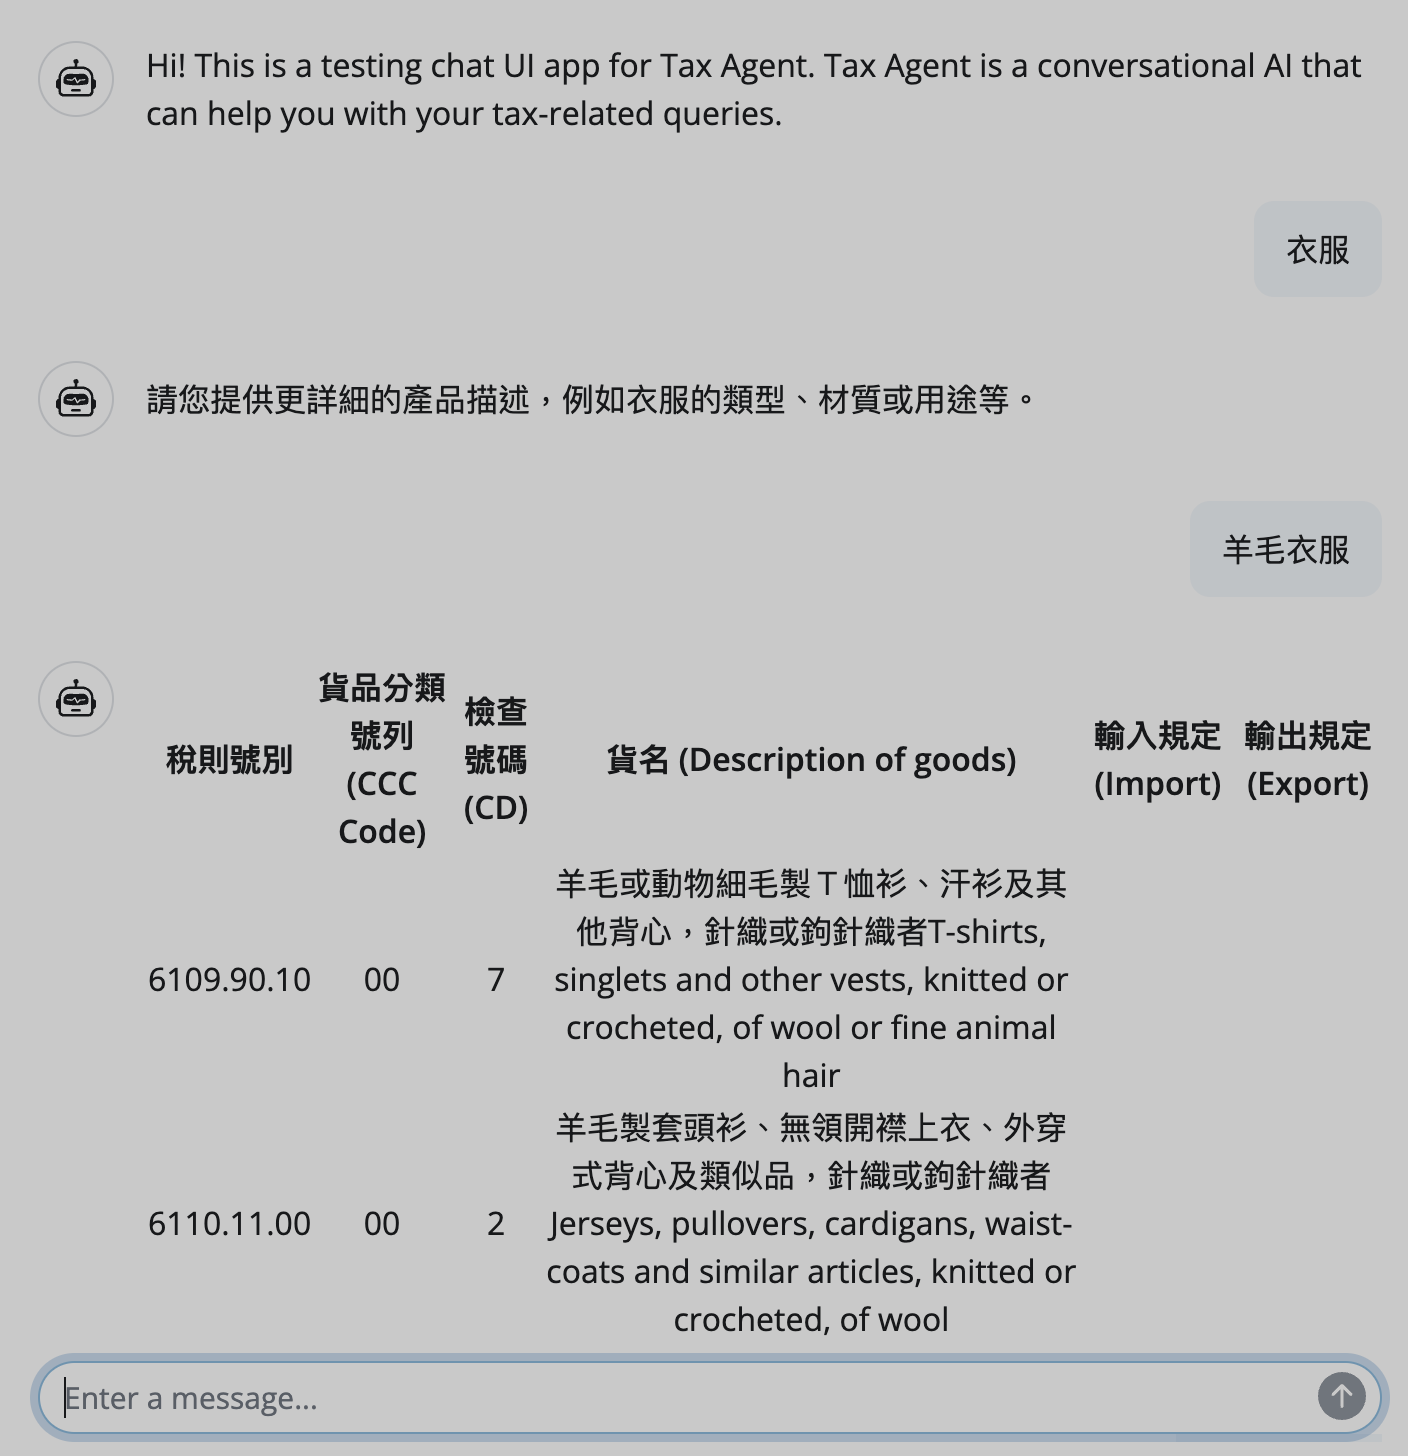 Hi! This is a testing chat UI app for Tax Agent. Tax Agent is a conversational AI that
can help you with your tax-related queries.
衣服
請您提供更詳細的產品描述，例如衣服的類型、材質或用途等。
羊毛衣服
稅則號別
貨品分類
號列
(CCC
Code)
檢查
號碼
(CD)
貨名 (Description of goods)
輸入規定
(Import)
輸出規定
(Export)
6109.90.10
00
7
羊毛或動物細毛製Ｔ恤衫、汗衫及其
他背心，針織或鉤針織者T-shirts,
singlets and other vests, knitted or
crocheted, of wool or fine animal
hair
6110.11.00
00
2
羊毛製套頭衫、無領開襟上衣、外穿
式背心及類似品，針織或鉤針織者
Jerseys, pullovers, cardigans, waist-
coats and similar articles, knitted or
crocheted, of wool
Enter a message...